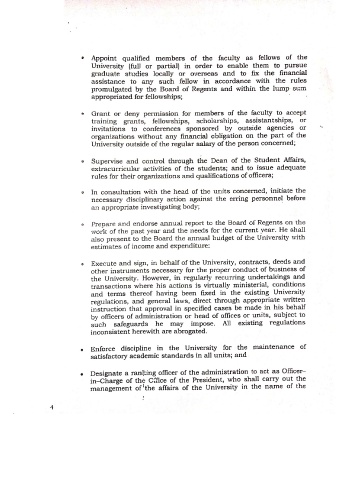 • Appoint qualified members of the faculty as fellows of the
University (full or partial) in order to enable them to pursue
graduate studies locally or overseas and to fix the financial
assistance to any such fellow in accordance with the rules
promulgated by the Board of Regents and within the lump sum
appropriated for fellowships;
• Grant or deny permission for members of the faculty to accept
training grants, fellowships, scholarships, assistantships, or
invitations to conferences sponsored by outside agencies or
organizations without any financial obligation on the part of the
University outside of the regular salary of the person concerned;
• Supervise and control through the Dean of the Student Affairs,
extracurricular activities of the students; and to issue adequate
rules for their organizations and qualifications of officers;
• In consultation with the head of the units concerned, initiate the
necessary disciplinary action against the erring personnel before
an appropriate investigating body;
• Prepare and endorse annual report to the Board of Regents on the
work of the past year and the needs for the current year. He shall
also present to the Board the annual budget of the University with
estimates of income and expenditure;
• Execute and sign, in behalf of the University, contracts, deeds and
other instruments necessary for the proper conduct of business of
the University. However, in regularly recurring undertakings and
transactions where his actions is virtually ministerial, conditions
and terms thereof having been fixed in the existing University
regulations, and general laws, direct through appropriate written
instruction that approval in specified cases be made in his behalf
by officers of administration or head of offices or units, subject to
such safeguards he may impose. All existing regulations
inconsistent herewith are abrogated.
• Enforce discipline in the University for the maintenance of
satisfactory academic standards in all units; and
• Designate a ranking officer of the administration to act as Officer-
in-Charge of the Office of the President, who shall carry out the
management of the affairs of the University in the name of the
4